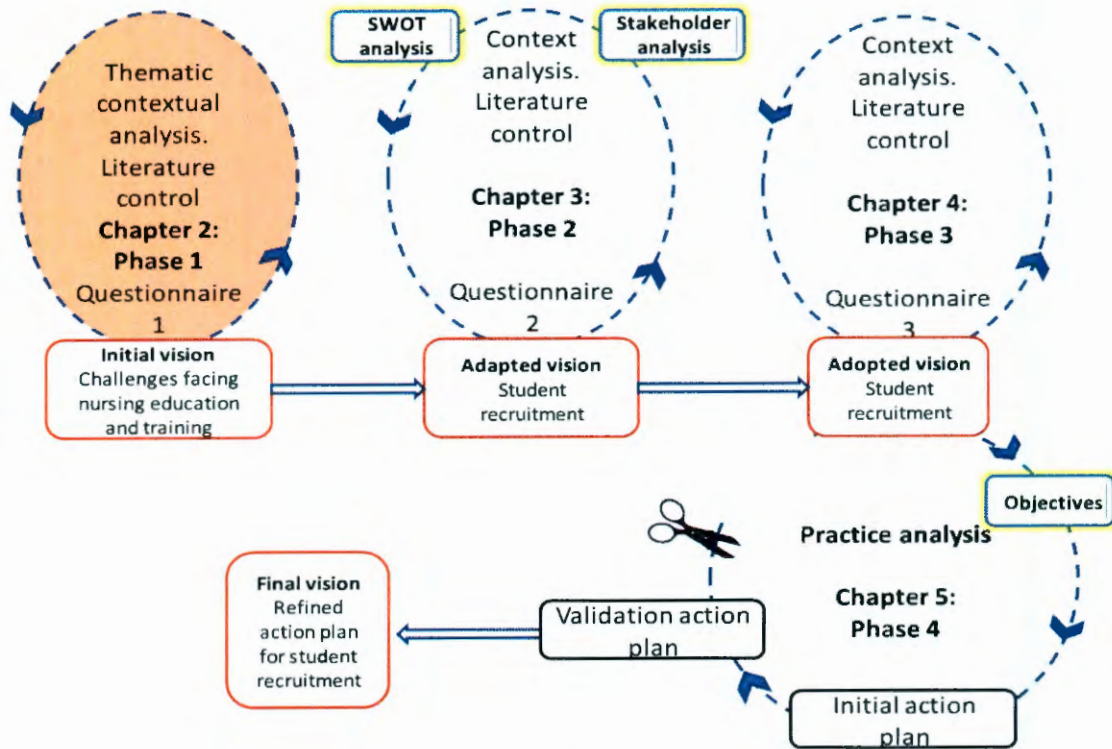 Thematic
contextual
analysis.
Literature
control
Chapter 2:
Phase 1
Questionnaire
1
Initial vision
Challenges facing
nursing education
and training
SWOT
analysis
Stakeholder
analysis
Context
analysis.
Literature
control
Chapter 3:
Phase 2
Questionnaire
2
Adapted vision
Student
recruitment
Context
analysis.
Literature
control
Chapter 4:
Phase 3
Questionnaire
3
Adopted vision
Student
recruitment
Objectives
Practice analysis
Chapter 5:
Phase 4
Initial action
plan
Validation action
plan
Final vision
Refined
action plan
for student
recruitment